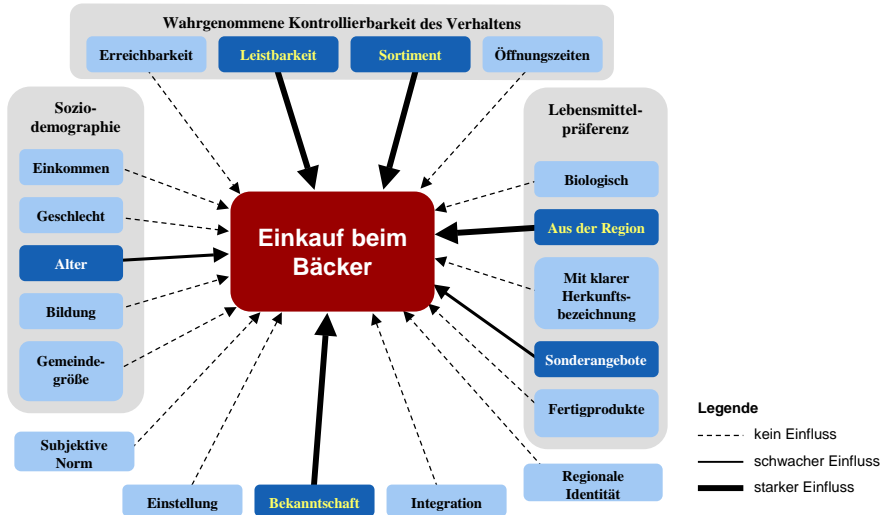 Wahrgenommene Kontrollierbarkeit des Verhaltens
Erreichbarkeit
Leistbarkeit
Sortiment
Öffnungszeiten
Sozio-
demographie
Einkommen
Geschlecht
Alter
Bildung
Gemeinde-
größe
Einkauf beim
Bäcker
Lebensmittel-
präferenz
Biologisch
Aus der Region
Mit klarer
Herkunfts-
bezeichnung
Sonderangebote
Fertigprodukte
Subjektive
Norm
Einstellung
Bekanntschaft
Integration
Regionale
Identität
Legende
kein Einfluss
schwacher Einfluss
starker Einfluss